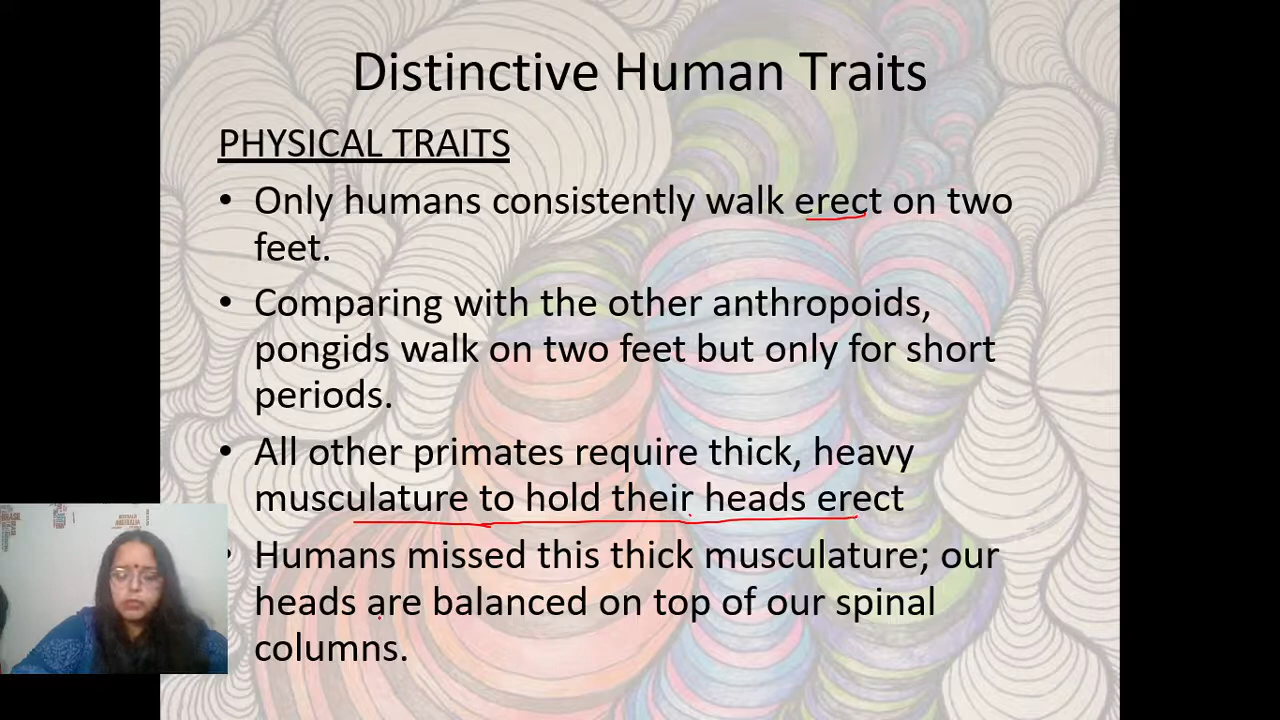 Distinctive Human Traits
PHYSICAL TRAITS
• Only humans consistently walk erect on two
feet.
• Comparing with the other anthropoids,
pongids walk on two feet but only for short
periods.
• All other primates require thick, heavy
musculature to hold their heads erect
• Humans missed this thick musculature; our
heads are balanced on top of our spinal
columns.